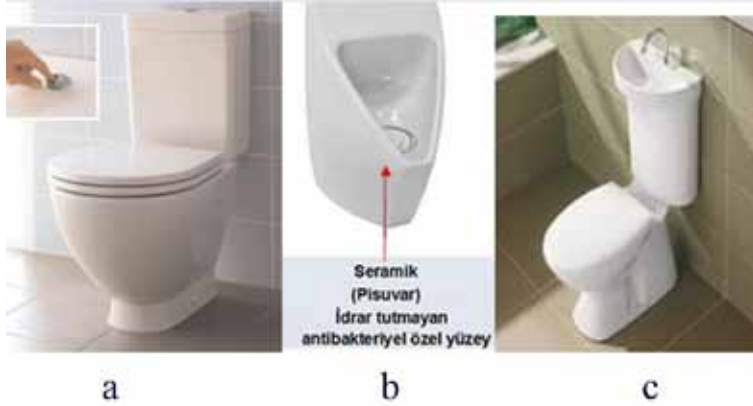 Seramik
(Pisuvar)
İdrar tutmayan
antibakteriyel özel yüzey
a
b
c